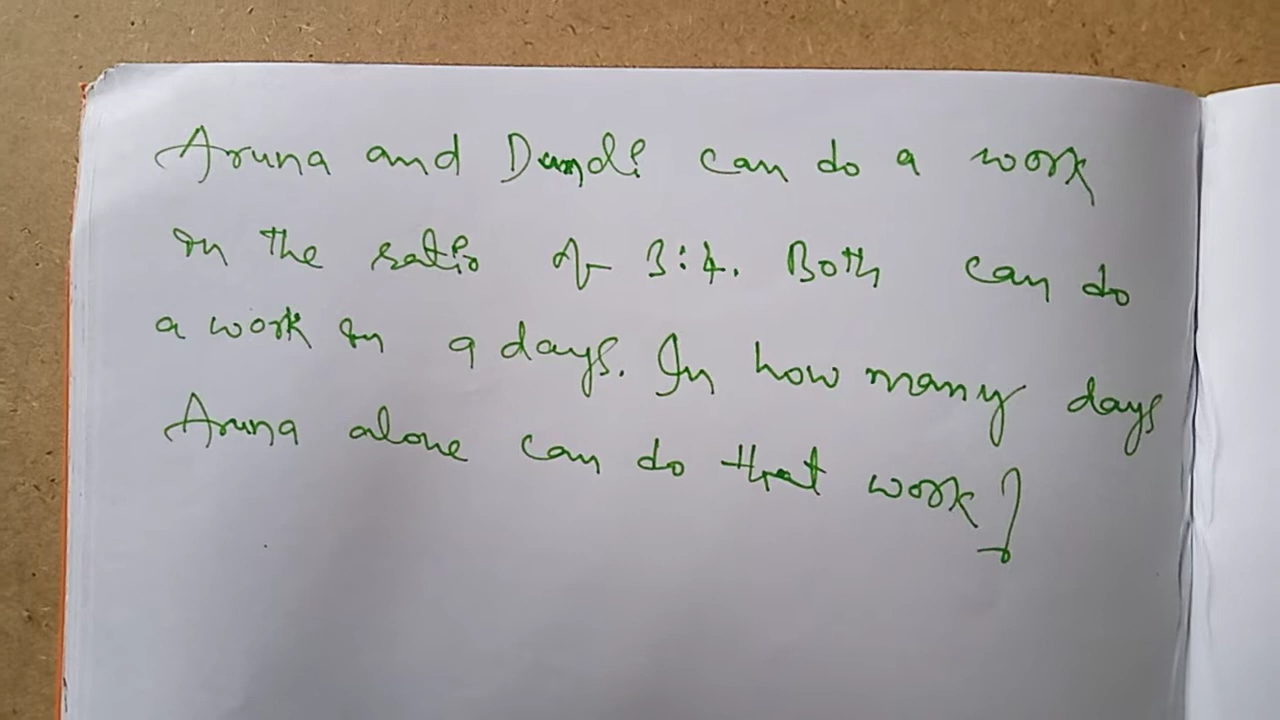 Aruna and Dundi can do a work
in the ratio of 3:4. Both can do
a work in 9 days. In how many days
Aruna alone can do that work?